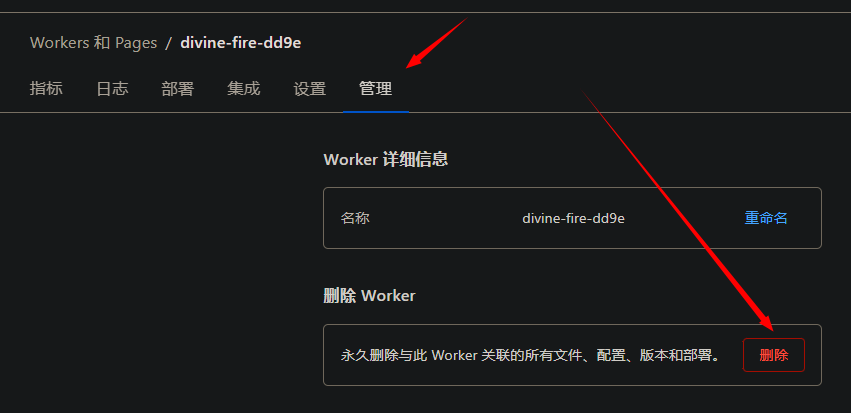 Workers 和 Pages / divine-fire-dd9e
指标 日志 部署 集成 设置 管理
Worker 详细信息
名称 divine-fire-dd9e 重命名
删除 Worker
永久删除与此 Worker 关联的所有文件、配置、版本和部署。 删除